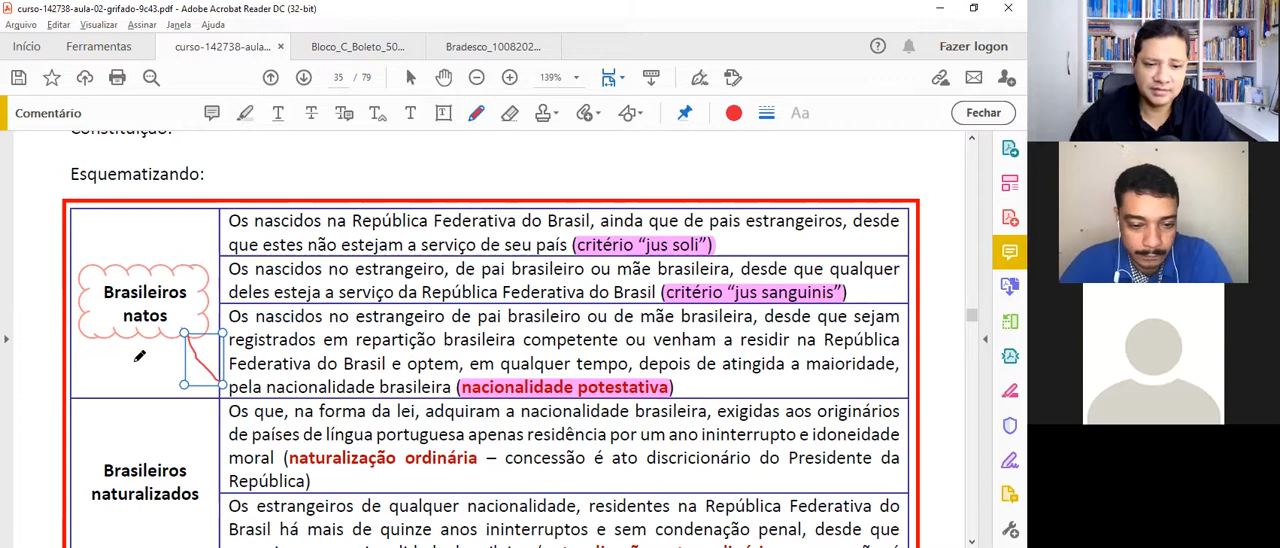 curso-142738-aula-02-grifado-9c43.pdf - Adobe Acrobat Reader DC (32-bit)
Arquivo Editar Visualizar Assinar Janela Ajuda
Início Ferramentas curso-142738-aula-... × Bloco_C_Boleto_50... Bradesco_1008202... Fazer logon
35 / 79 139%
Comentário Aa Fechar
Constituição.
Esquematizando:
Brasileiros
natos
Os nascidos na República Federativa do Brasil, ainda que de pais estrangeiros, desde
que estes não estejam a serviço de seu país (critério “jus soli”)
Os nascidos no estrangeiro, de pai brasileiro ou mãe brasileira, desde que qualquer
deles esteja a serviço da República Federativa do Brasil (critério “jus sanguinis”)
Os nascidos no estrangeiro de pai brasileiro ou de mãe brasileira, desde que sejam
registrados em repartição brasileira competente ou venham a residir na República
Federativa do Brasil e optem, em qualquer tempo, depois de atingida a maioridade,
pela nacionalidade brasileira (nacionalidade potestativa)
Brasileiros
naturalizados
Os que, na forma da lei, adquiram a nacionalidade brasileira, exigidas aos originários
de países de língua portuguesa apenas residência por um ano ininterrupto e idoneidade
moral (naturalização ordinária – concessão é ato discricionário do Presidente da
República)
Os estrangeiros de qualquer nacionalidade, residentes na República Federativa do
Brasil há mais de quinze anos ininterruptos e sem condenação penal, desde que